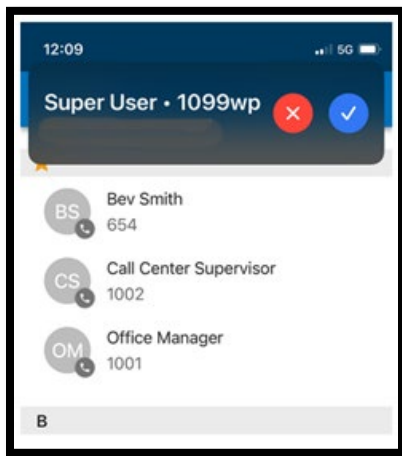 12:09
5G
Super User • 1099wp
BS
Bev Smith
654
CS
Call Center Supervisor
1002
OM
Office Manager
1001
B